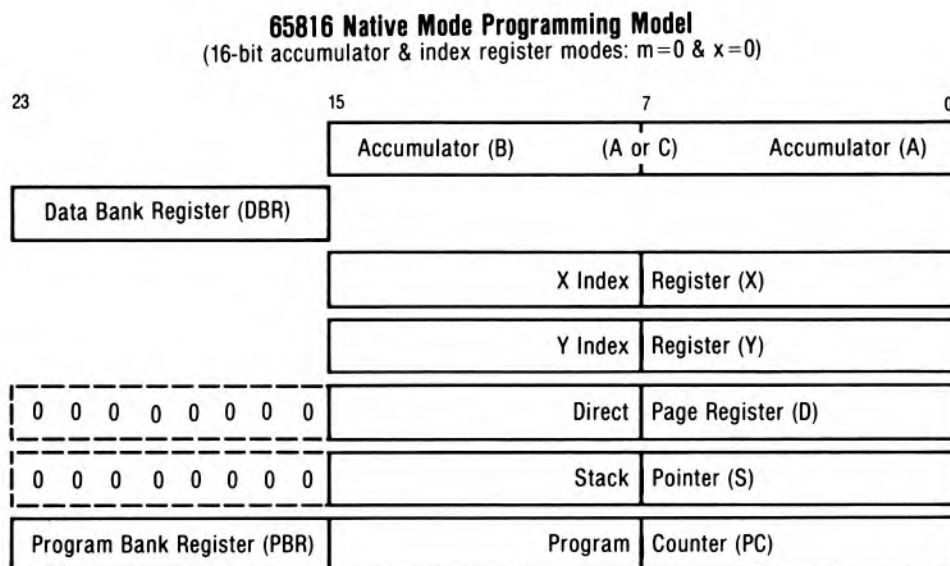 65816 Native Mode Programming Model
(16-bit accumulator & index register modes: m=0 & x=0)
23 15 7 0
Accumulator (B) (A or C) Accumulator (A)
Data Bank Register (DBR)
X Index Register (X)
Y Index Register (Y)
0 0 0 0 0 0 0 0 Direct Page Register (D)
0 0 0 0 0 0 0 0 Stack Pointer (S)
Program Bank Register (PBR) Program Counter (PC)